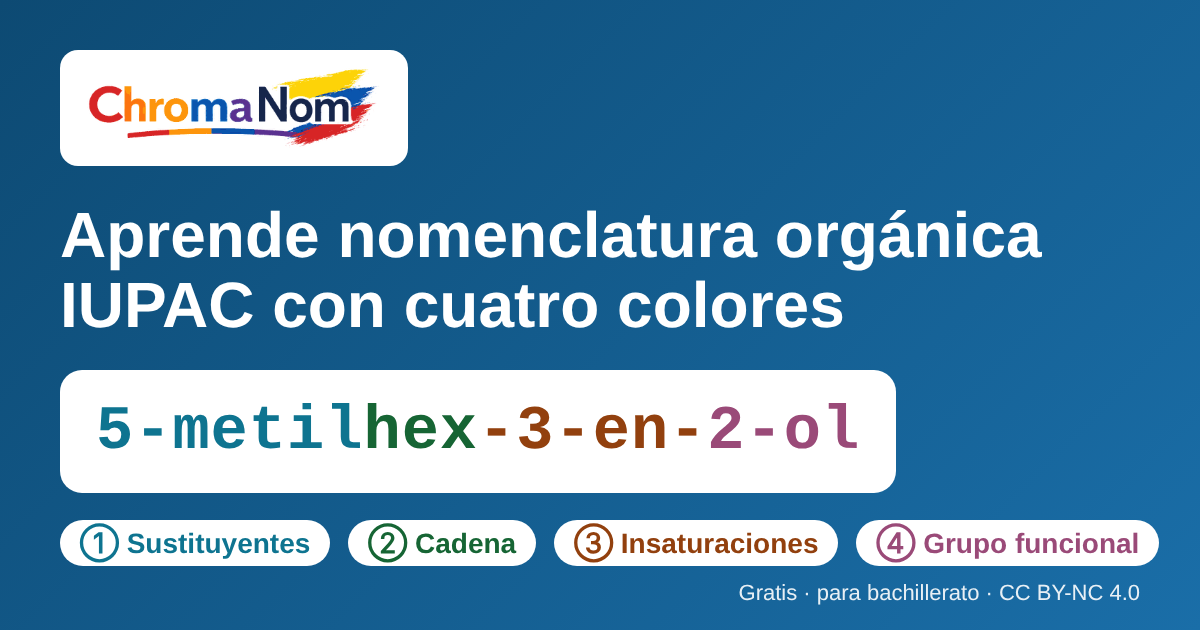 ChromaNom
Aprende nomenclatura orgánica
IUPAC con cuatro colores
5-metilhex-3-en-2-ol
① Sustituyentes ② Cadena ③ Insaturaciones ④ Grupo funcional
Gratis · para bachillerato · CC BY-NC 4.0